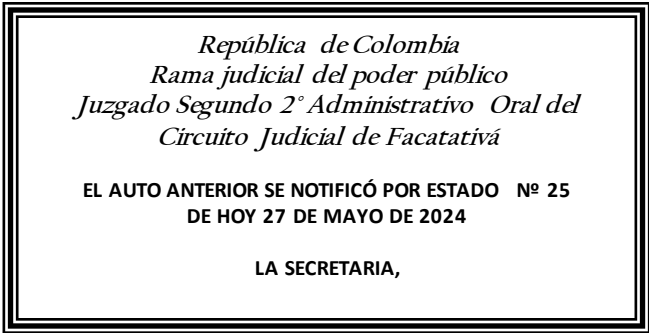 República de Colombia
Rama judicial del poder público
Juzgado Segundo 2° Administrativo Oral del
Circuito Judicial de Facatativá
EL AUTO ANTERIOR SE NOTIFICÓ POR ESTADO Nº 25
DE HOY 27 DE MAYO DE 2024
LA SECRETARIA,